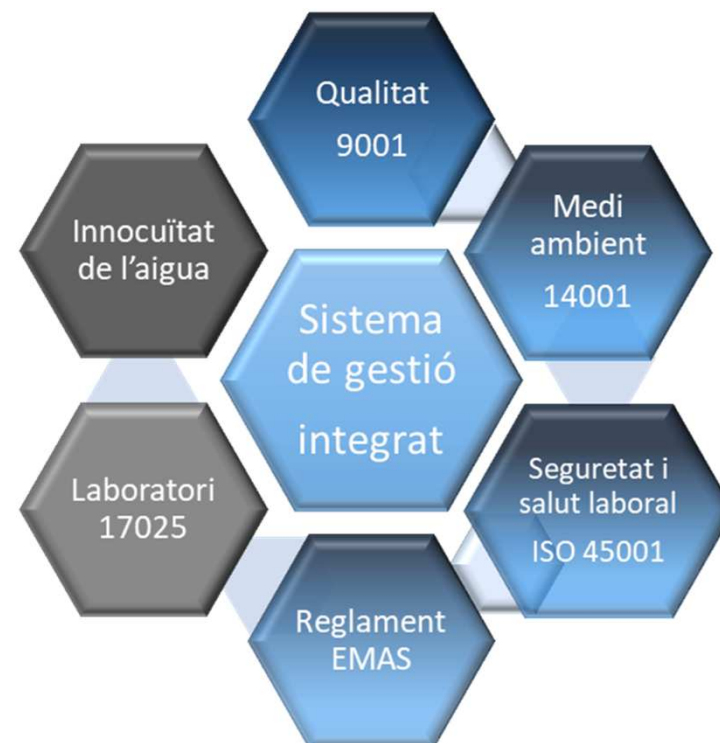 Qualitat
9001
Medi
ambient
14001
Seguretat i
salut laboral
ISO 45001
Reglament
EMAS
Laboratori
17025
Innocuïtat
de l’aigua
Sistema
de gestió
integrat